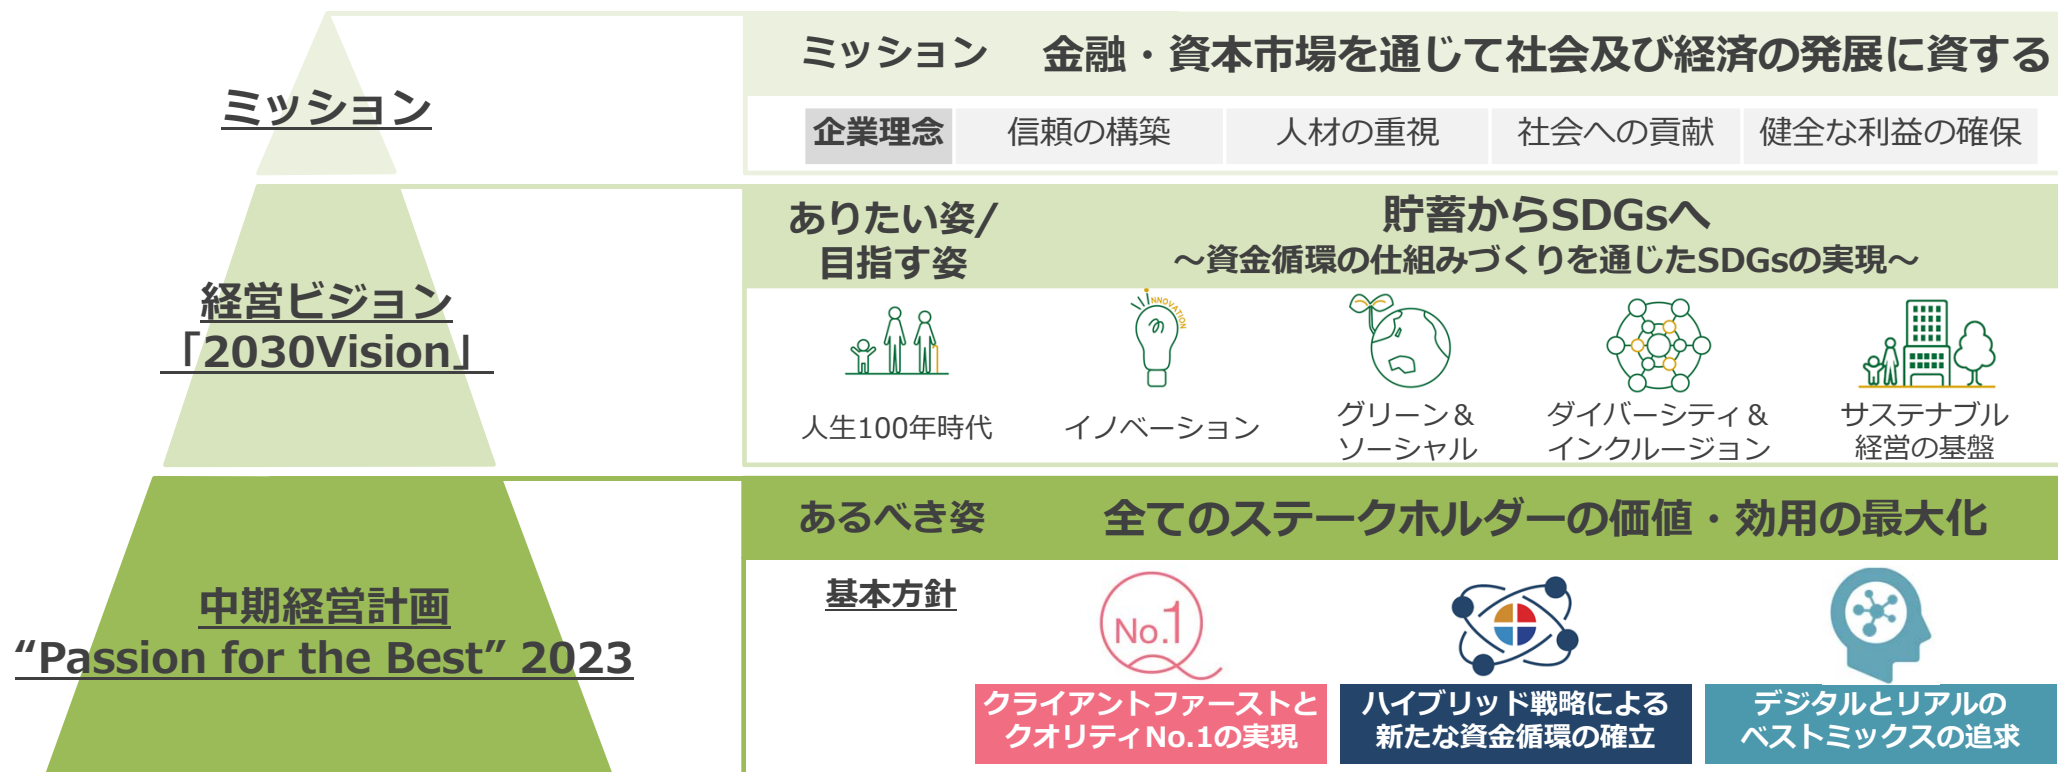 ミッション
ミッション 金融・資本市場を通じて社会及び経済の発展に資する
企業理念 信頼の構築 人材の重視 社会への貢献 健全な利益の確保
経営ビジョン
「2030Vision」
ありたい姿/
目指す姿
貯蓄からSDGsへ
～資金循環の仕組みづくりを通じたSDGsの実現～
INNOVATION
人生100年時代
イノベーション
グリーン&
ソーシャル
ダイバーシティ&
インクルージョン
サステナブル
経営の基盤
中期経営計画
“Passion for the Best” 2023
あるべき姿 全てのステークホルダーの価値・効用の最大化
基本方針
No.1
クライアントファーストと
クオリティNo.1の実現
ハイブリッド戦略による
新たな資金循環の確立
デジタルとリアルの
ベストミックスの追求